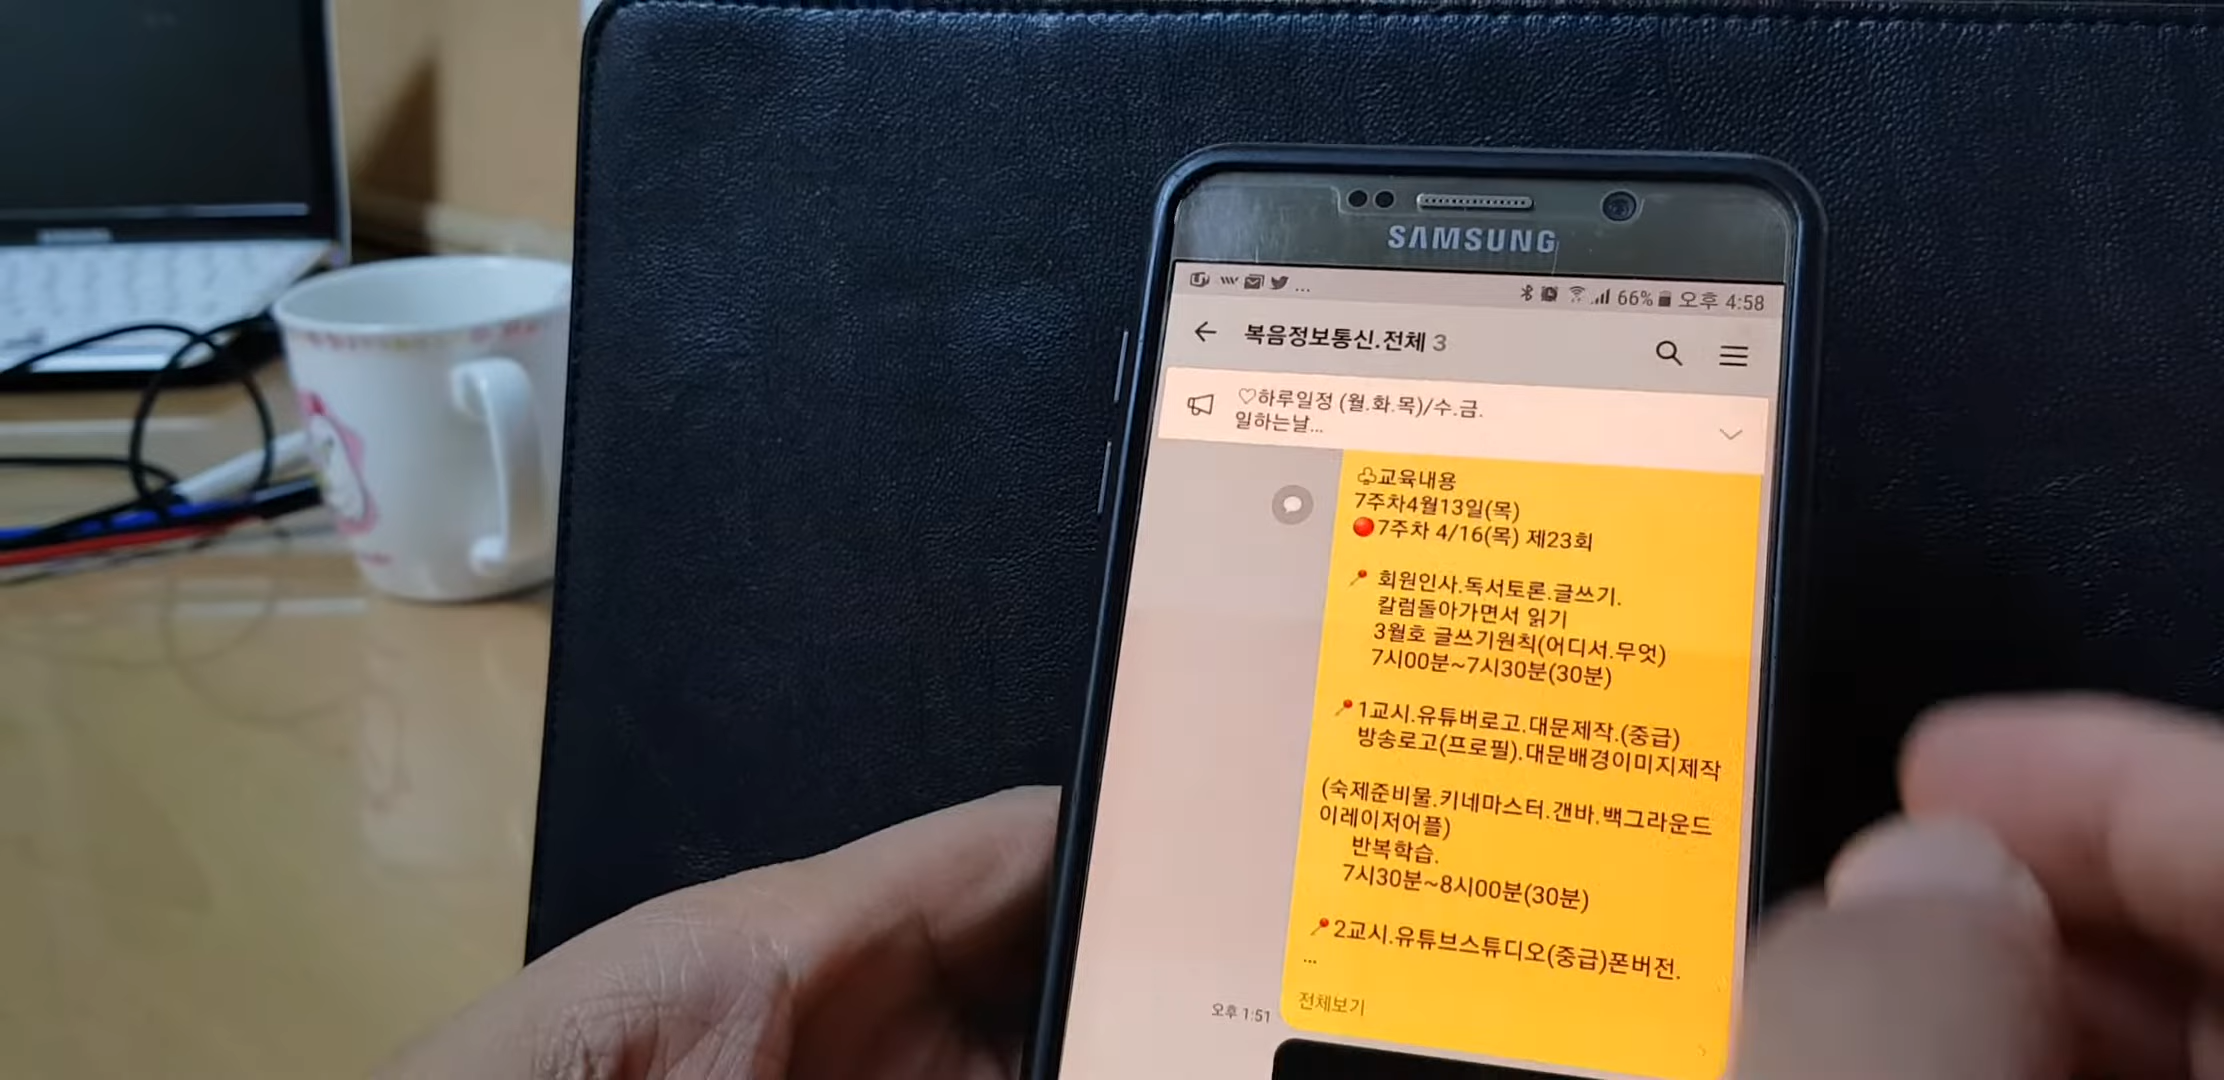 SAMSUNG
66% 오후 4:58
복음정보통신.전체 3
♡하루일정 (월.화.목)/수.금.
일하는날...
♧교육내용
7주차4월13일(목)
🔴7주차 4/16(목) 제23회
📍 회원인사.독서토론.글쓰기.
칼럼돌아가면서 읽기
3월호 글쓰기원칙(어디서.무엇)
7시00분~7시30분(30분)
📍1교시.유튜버로고.대문제작.(중급)
방송로고(프로필).대문배경이미지제작
(숙제준비물.키네마스터.갠바.백그라운드
이레이저어플)
반복학습.
7시30분~8시00분(30분)
📍2교시.유튜브스튜디오(중급)폰버전.
...
전체보기
오후 1:51